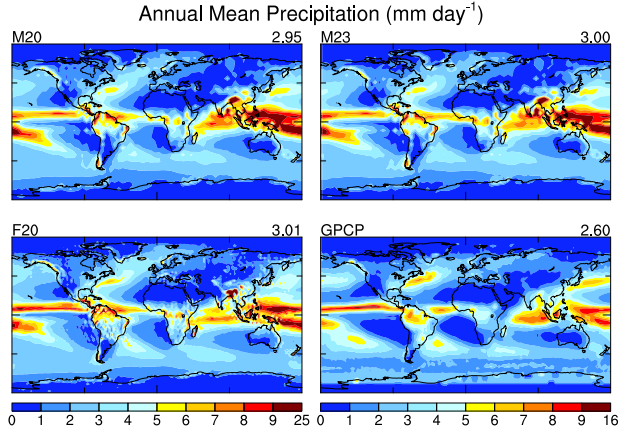 Annual Mean Precipitation (mm day⁻¹)
M20 2.95
M23 3.00
F20 3.01
GPCP 2.60
0 1 2 3 4 5 6 7 8 9 25
0 1 2 3 4 5 6 7 8 9 16